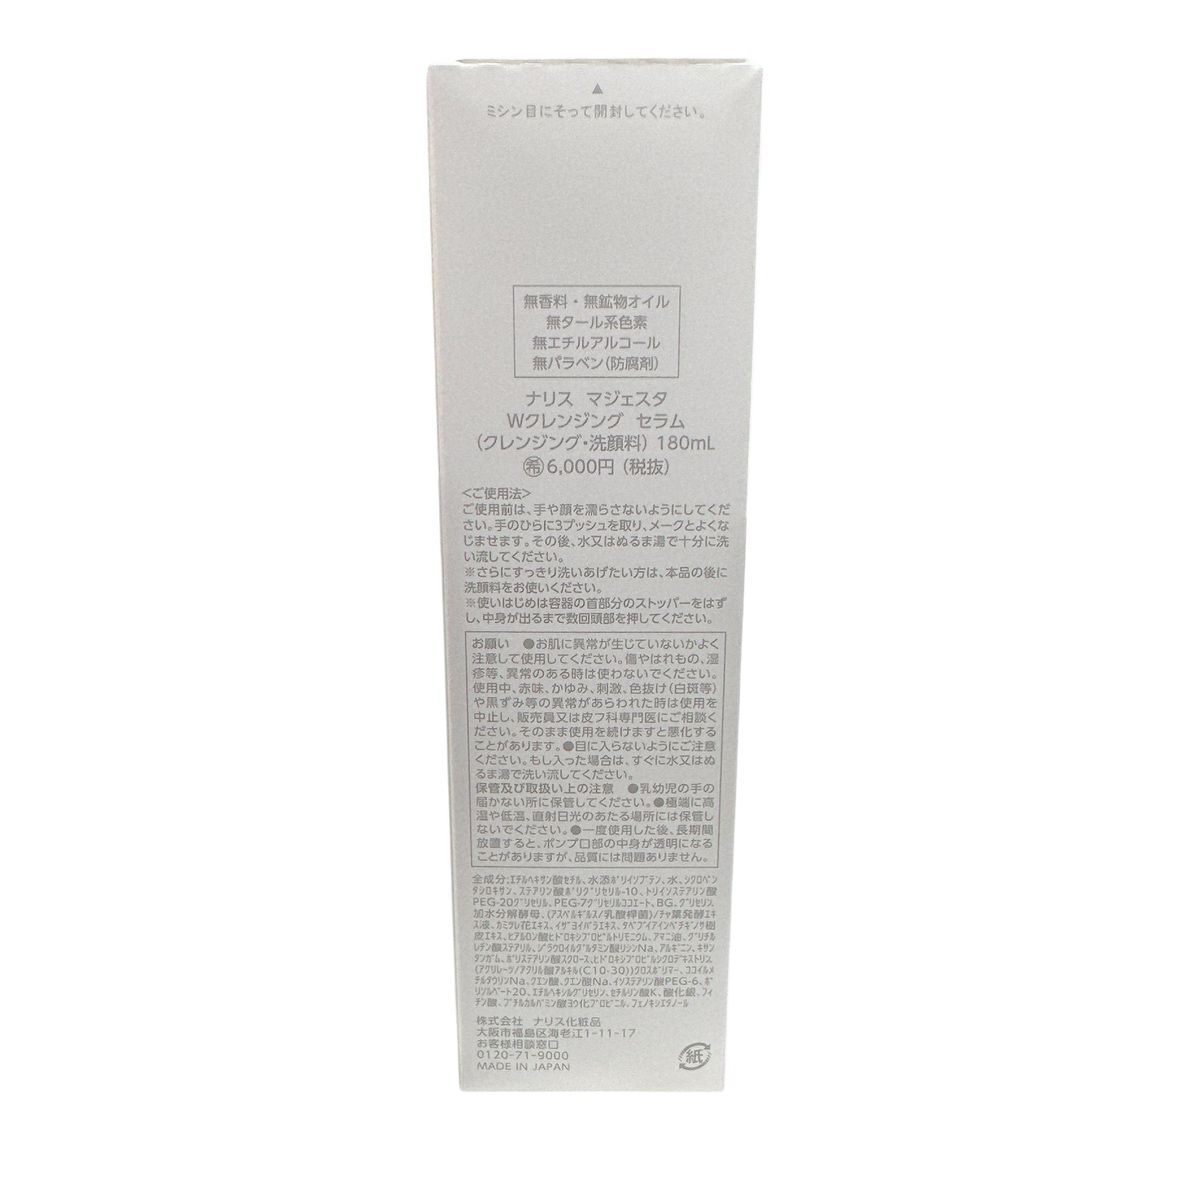 ▲
ミシン目にそって開封してください。
無香料・無鉱物オイル
無タール系色素
無エチルアルコール
無パラベン(防腐剤)
ナリス マジェスタ
Wクレンジング セラム
(クレンジング・洗顔料) 180mL
㊒6,000円 (税抜)
<ご使用法>
ご使用前は、手や顔を濡らさないようにしてくだ
さい。手のひらに3プッシュを取り、メークとよくな
じませます。その後、水又はぬるま湯で十分に洗
い流してください。
※さらにすっきり洗いあげたい方は、本品の後に
洗顔料をお使いください。
※使いはじめは容器の首部分のストッパーをはず
し、中身が出るまで数回頭部を押してください。
お願い ●お肌に異常が生じていないかよく
注意して使用してください。傷やはれもの、湿
疹等、異常のある時は使わないでください。
使用中、赤味、かゆみ、刺激、色抜け(白斑等)
や黒ずみ等の異常があらわれた時は使用を
中止し、販売員又は皮フ科専門医にご相談く
ださい。そのまま使用を続けますと悪化する
ことがあります。●目に入らないようにご注意
ください。もし入った場合は、すぐに水又はぬ
るま湯で洗い流してください。
保管及び取扱い上の注意 ●乳幼児の手の
届かない所に保管してください。●極端に高
温や低温、直射日光のあたる場所には保管し
ないでください。●一度使用した後、長期間
放置すると、ポンプ口部の中身が透明になる
ことがありますが、品質には問題ありません。
全成分:エチルヘキサン酸セチル、水添ポリイソブテン、水、シクロペン
タシロキサン、ステアリン酸ポリグリセリル-10、トリイソステアリン酸
PEG-20グリセリル、PEG-7グリセリルココエート、BG、グリセリン、
加水分解酵母、(アスペルギルス/乳酸桿菌)/チャ葉発酵エキ
ス液、カミツレ花エキス、イザヨイバラエキス、タベブイアインペチギノサ樹
皮エキス、ヒアルロン酸ヒドロキシプロピルトリモニウム、アマニ油、グリチル
レチン酸ステアリル、ジラウロイルグルタミン酸リシンNa、アルギニン、キサン
タンガム、ポリステアリン酸スクロース、ヒドロキシプロピルシクロデキストリン、
(アクリレーツ/アクリル酸アルキル(C10-30))クロスポリマー、ココイルメ
チルタウリンNa、クエン酸、クエン酸Na、イソステアリン酸PEG-6、ポ
リソルベート20、エチルヘキシルグリセリン、セチルリン酸K、酸化銀、フィ
チン酸、ブチルカルバミン酸ヨウ化プロピニル、フェノキシエタノール
株式会社 ナリス化粧品
大阪市福島区海老江1-11-17
お客様相談窓口
0120-71-9000
MADE IN JAPAN
紙